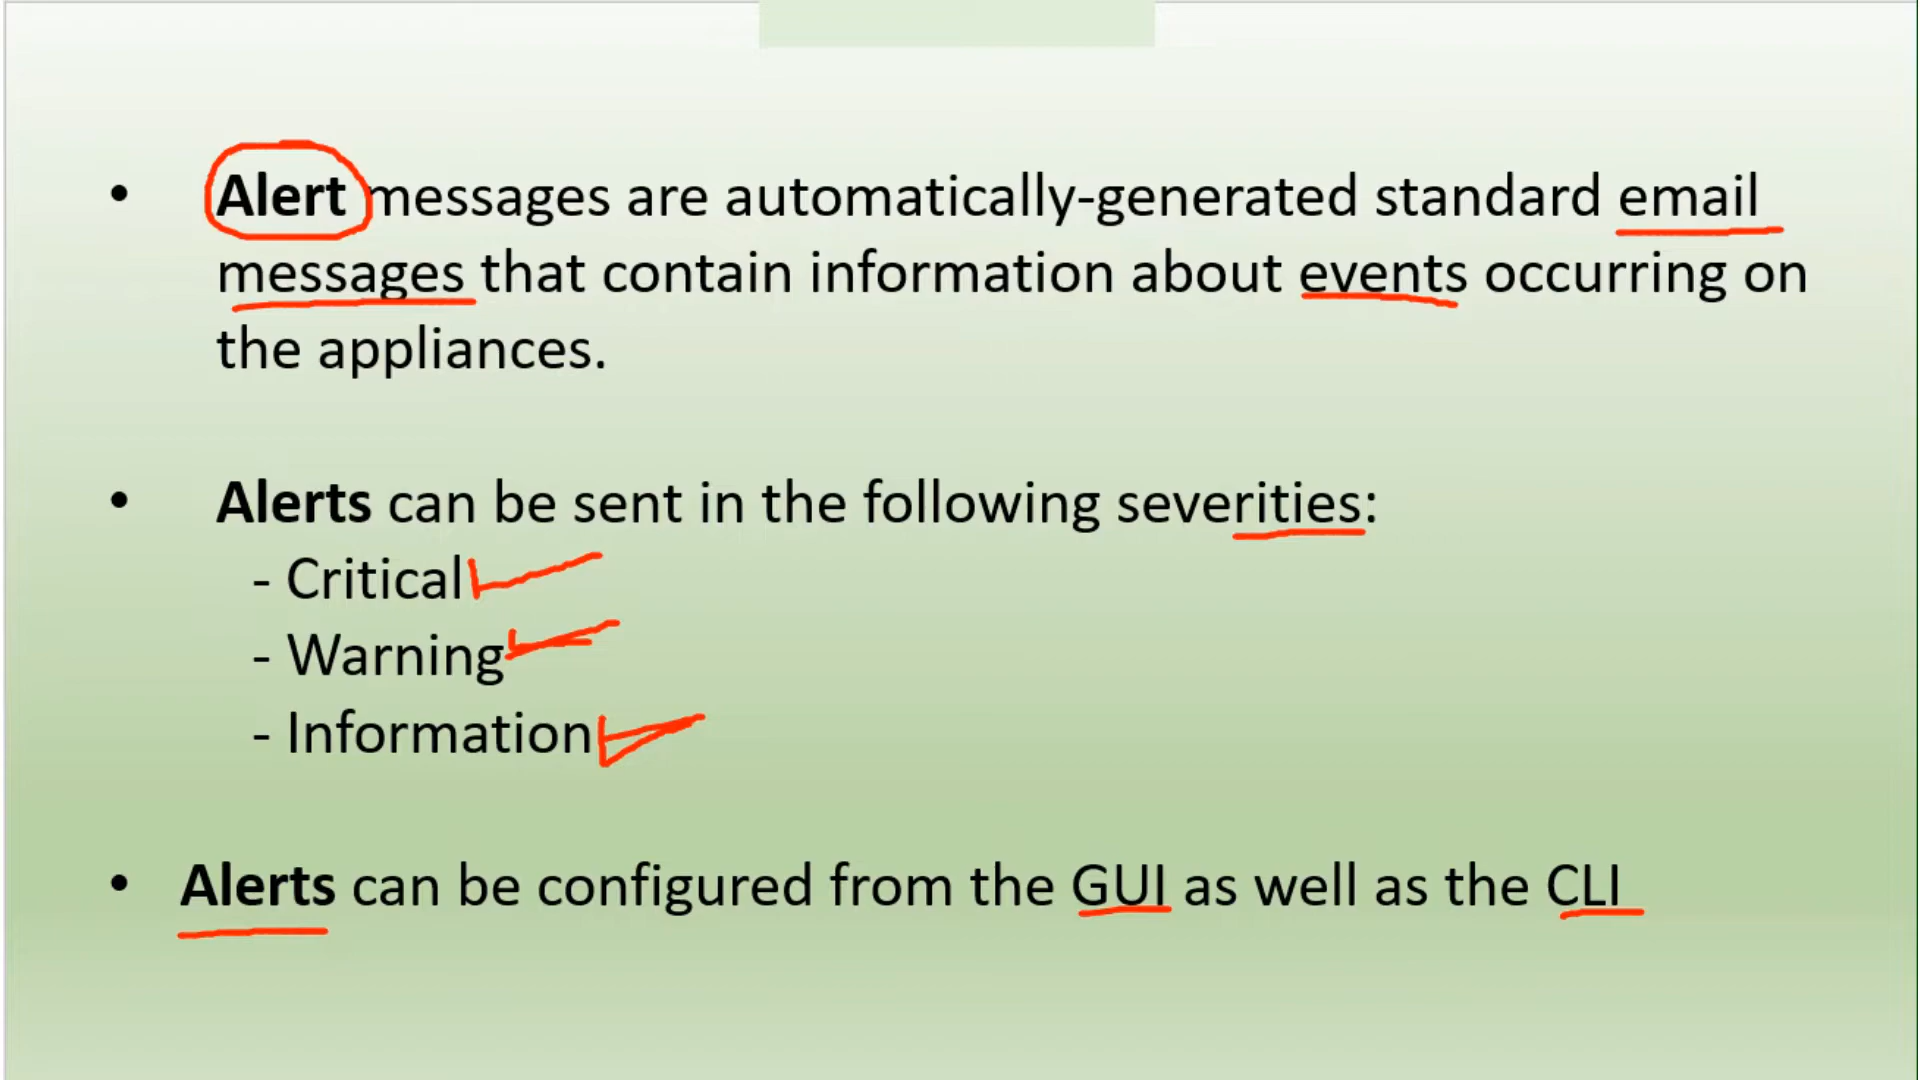 • Alert messages are automatically-generated standard email
messages that contain information about events occurring on
the appliances.
• Alerts can be sent in the following severities:
- Critical
- Warning
- Information
• Alerts can be configured from the GUI as well as the CLI